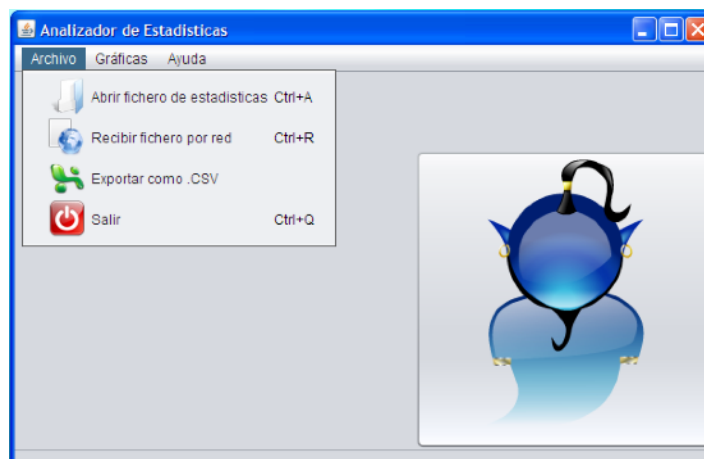 Analizador de Estadisticas
Archivo Gráficas Ayuda
Abrir fichero de estadisticas Ctrl+A
Recibir fichero por red Ctrl+R
Exportar como .CSV
Salir Ctrl+Q